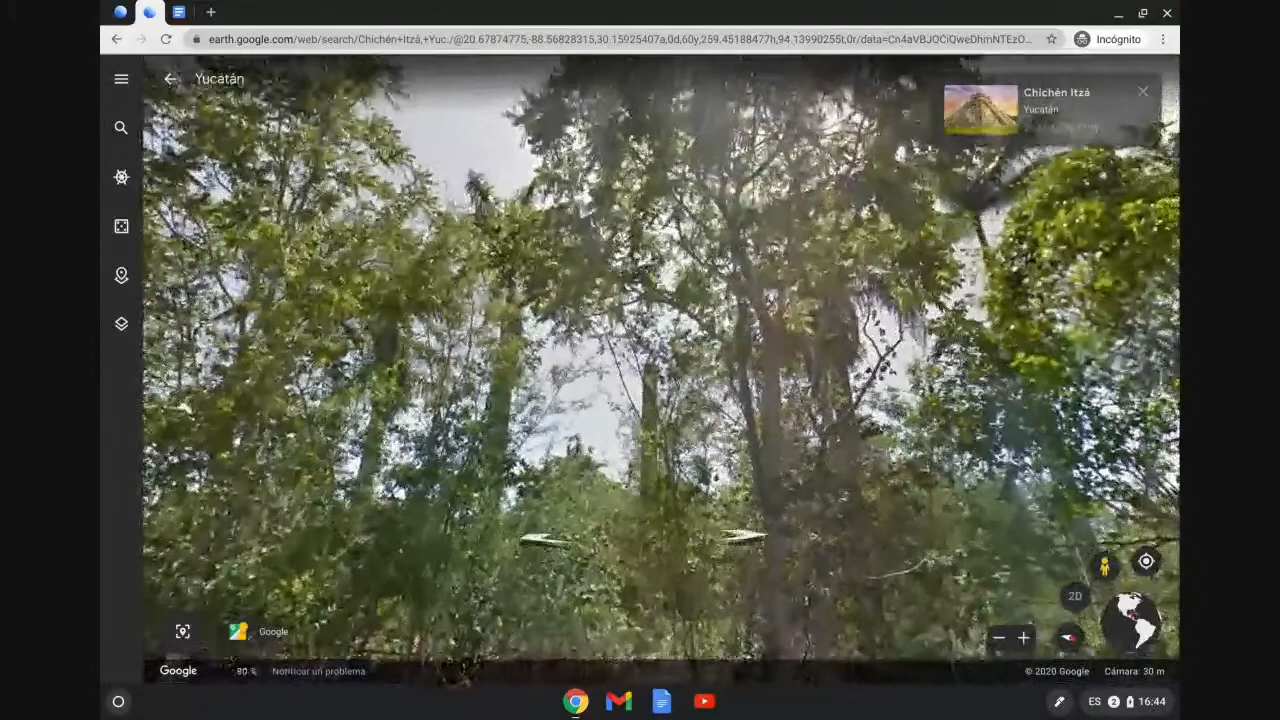 earth.google.com/web/search/Chichén+Itzá,+Yuc./@20.67874775,-88.56828315,30.15925407a,0d,60y,259.45188477h,94.13990255t,0r/data=Cn4aVBJOCiQweDhmNTEzO...
Incógnito
Yucatán
Chichén Itzá
Yucatán
2D
Google
Google
80 %
Notificar un problema
© 2020 Google
Cámara: 30 m
ES
2
16:44